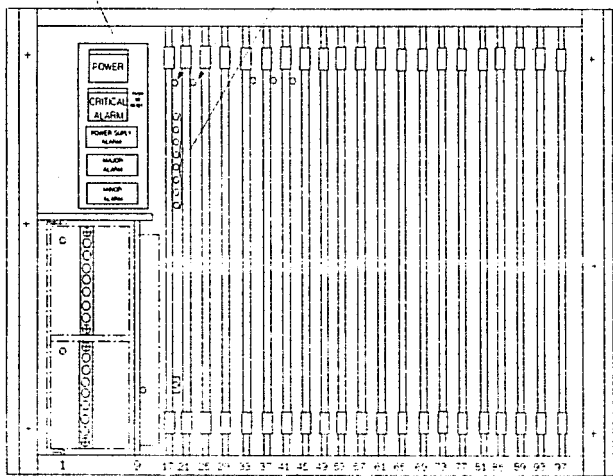 POWER
CRITICAL
ALARM
POWER SUPLY
ALARM
MAJOR
ALARM
MINOR
ALARM
1 9 17 21 25 29 33 37 41 45 49 53 57 61 65 69 73 77 81 85 89 93 97